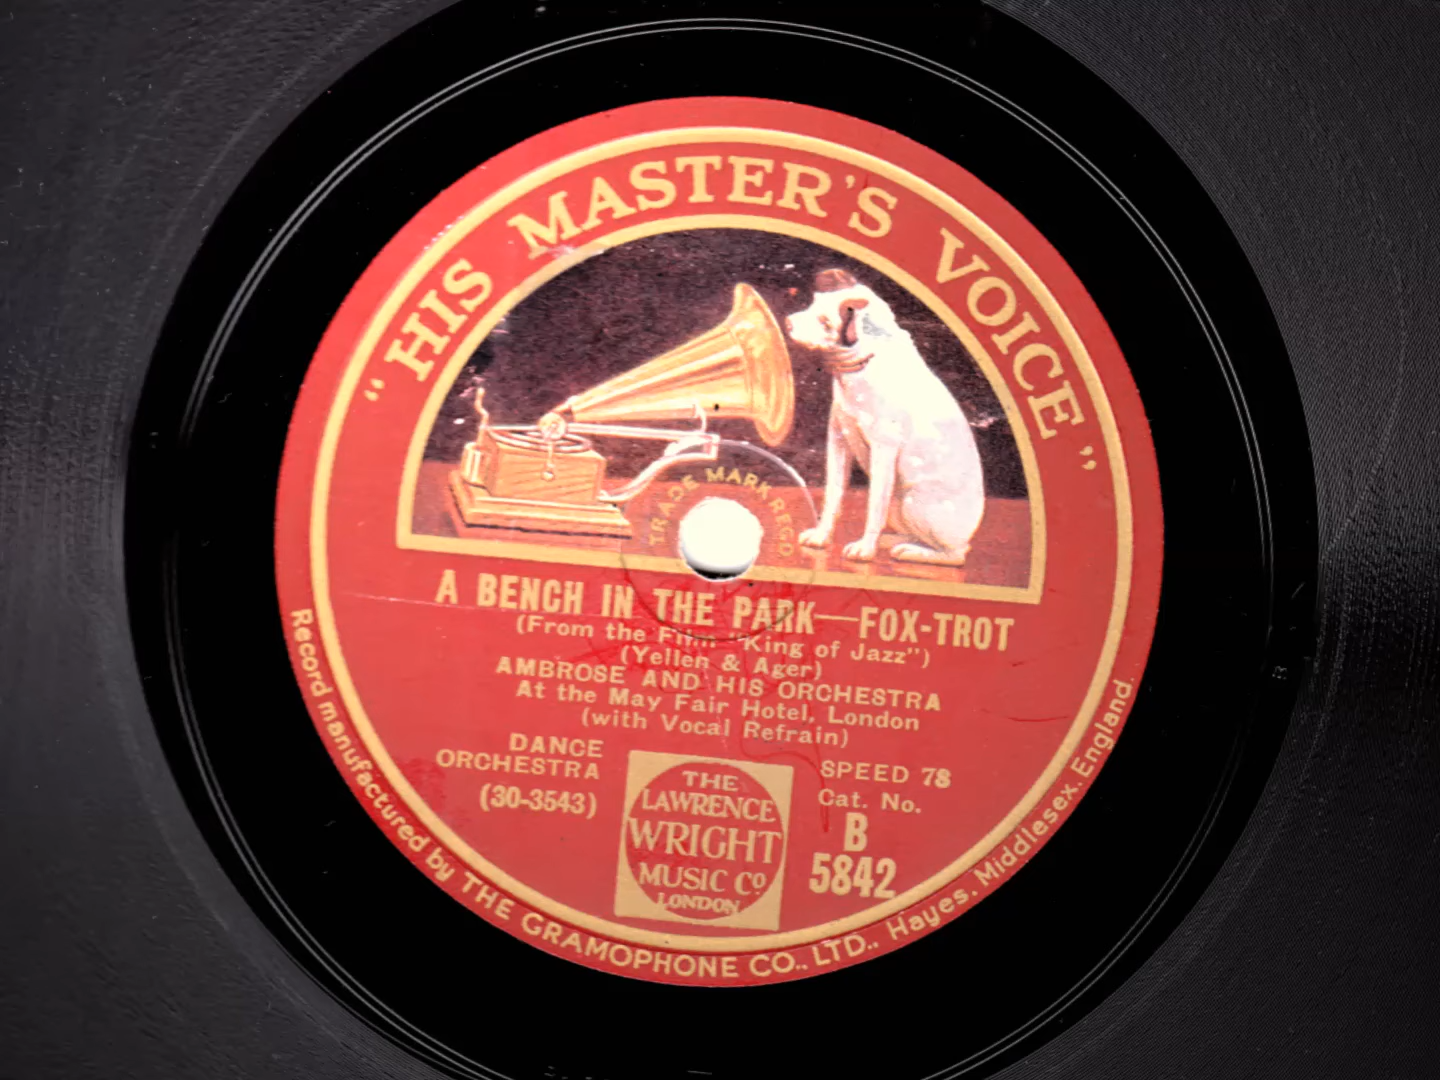 "HIS MASTER'S VOICE"
TRADE MARK REGD
A BENCH IN THE PARK—FOX-TROT
(From the Film "King of Jazz")
(Yellen & Ager)
AMBROSE AND HIS ORCHESTRA
At the May Fair Hotel, London
(with Vocal Refrain)
DANCE
ORCHESTRA
(30-3543)
THE
LAWRENCE
WRIGHT
MUSIC Cº
LONDON
SPEED 78
Cat. No.
B
5842
Record manufactured by THE GRAMOPHONE CO., LTD., Hayes, Middlesex, England.